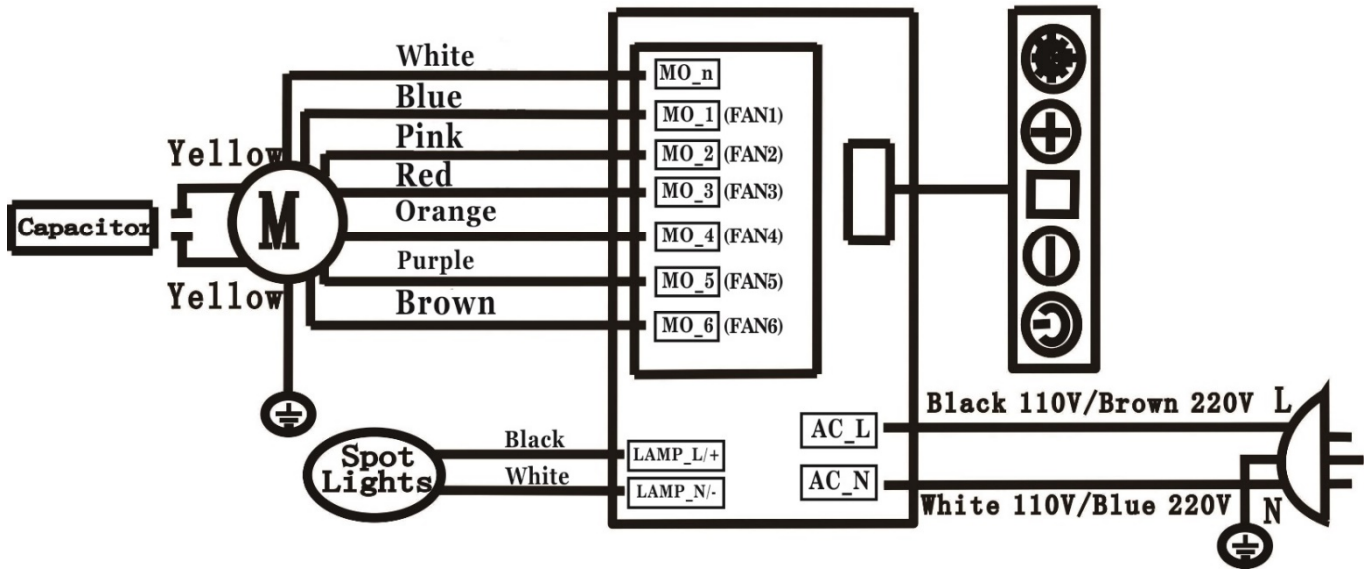 White
MO_n
Blue
MO_1 (FAN1)
Pink
MO_2 (FAN2)
Yellow
Red
MO_3 (FAN3)
Capacitor
M
Orange
MO_4 (FAN4)
Purple
MO_5 (FAN5)
Yellow
Brown
MO_6 (FAN6)
Black 110V/Brown 220V L
AC_L
Spot
Lights
Black
LAMP_L/+
White
LAMP_N/-
AC_N
White 110V/Blue 220V N